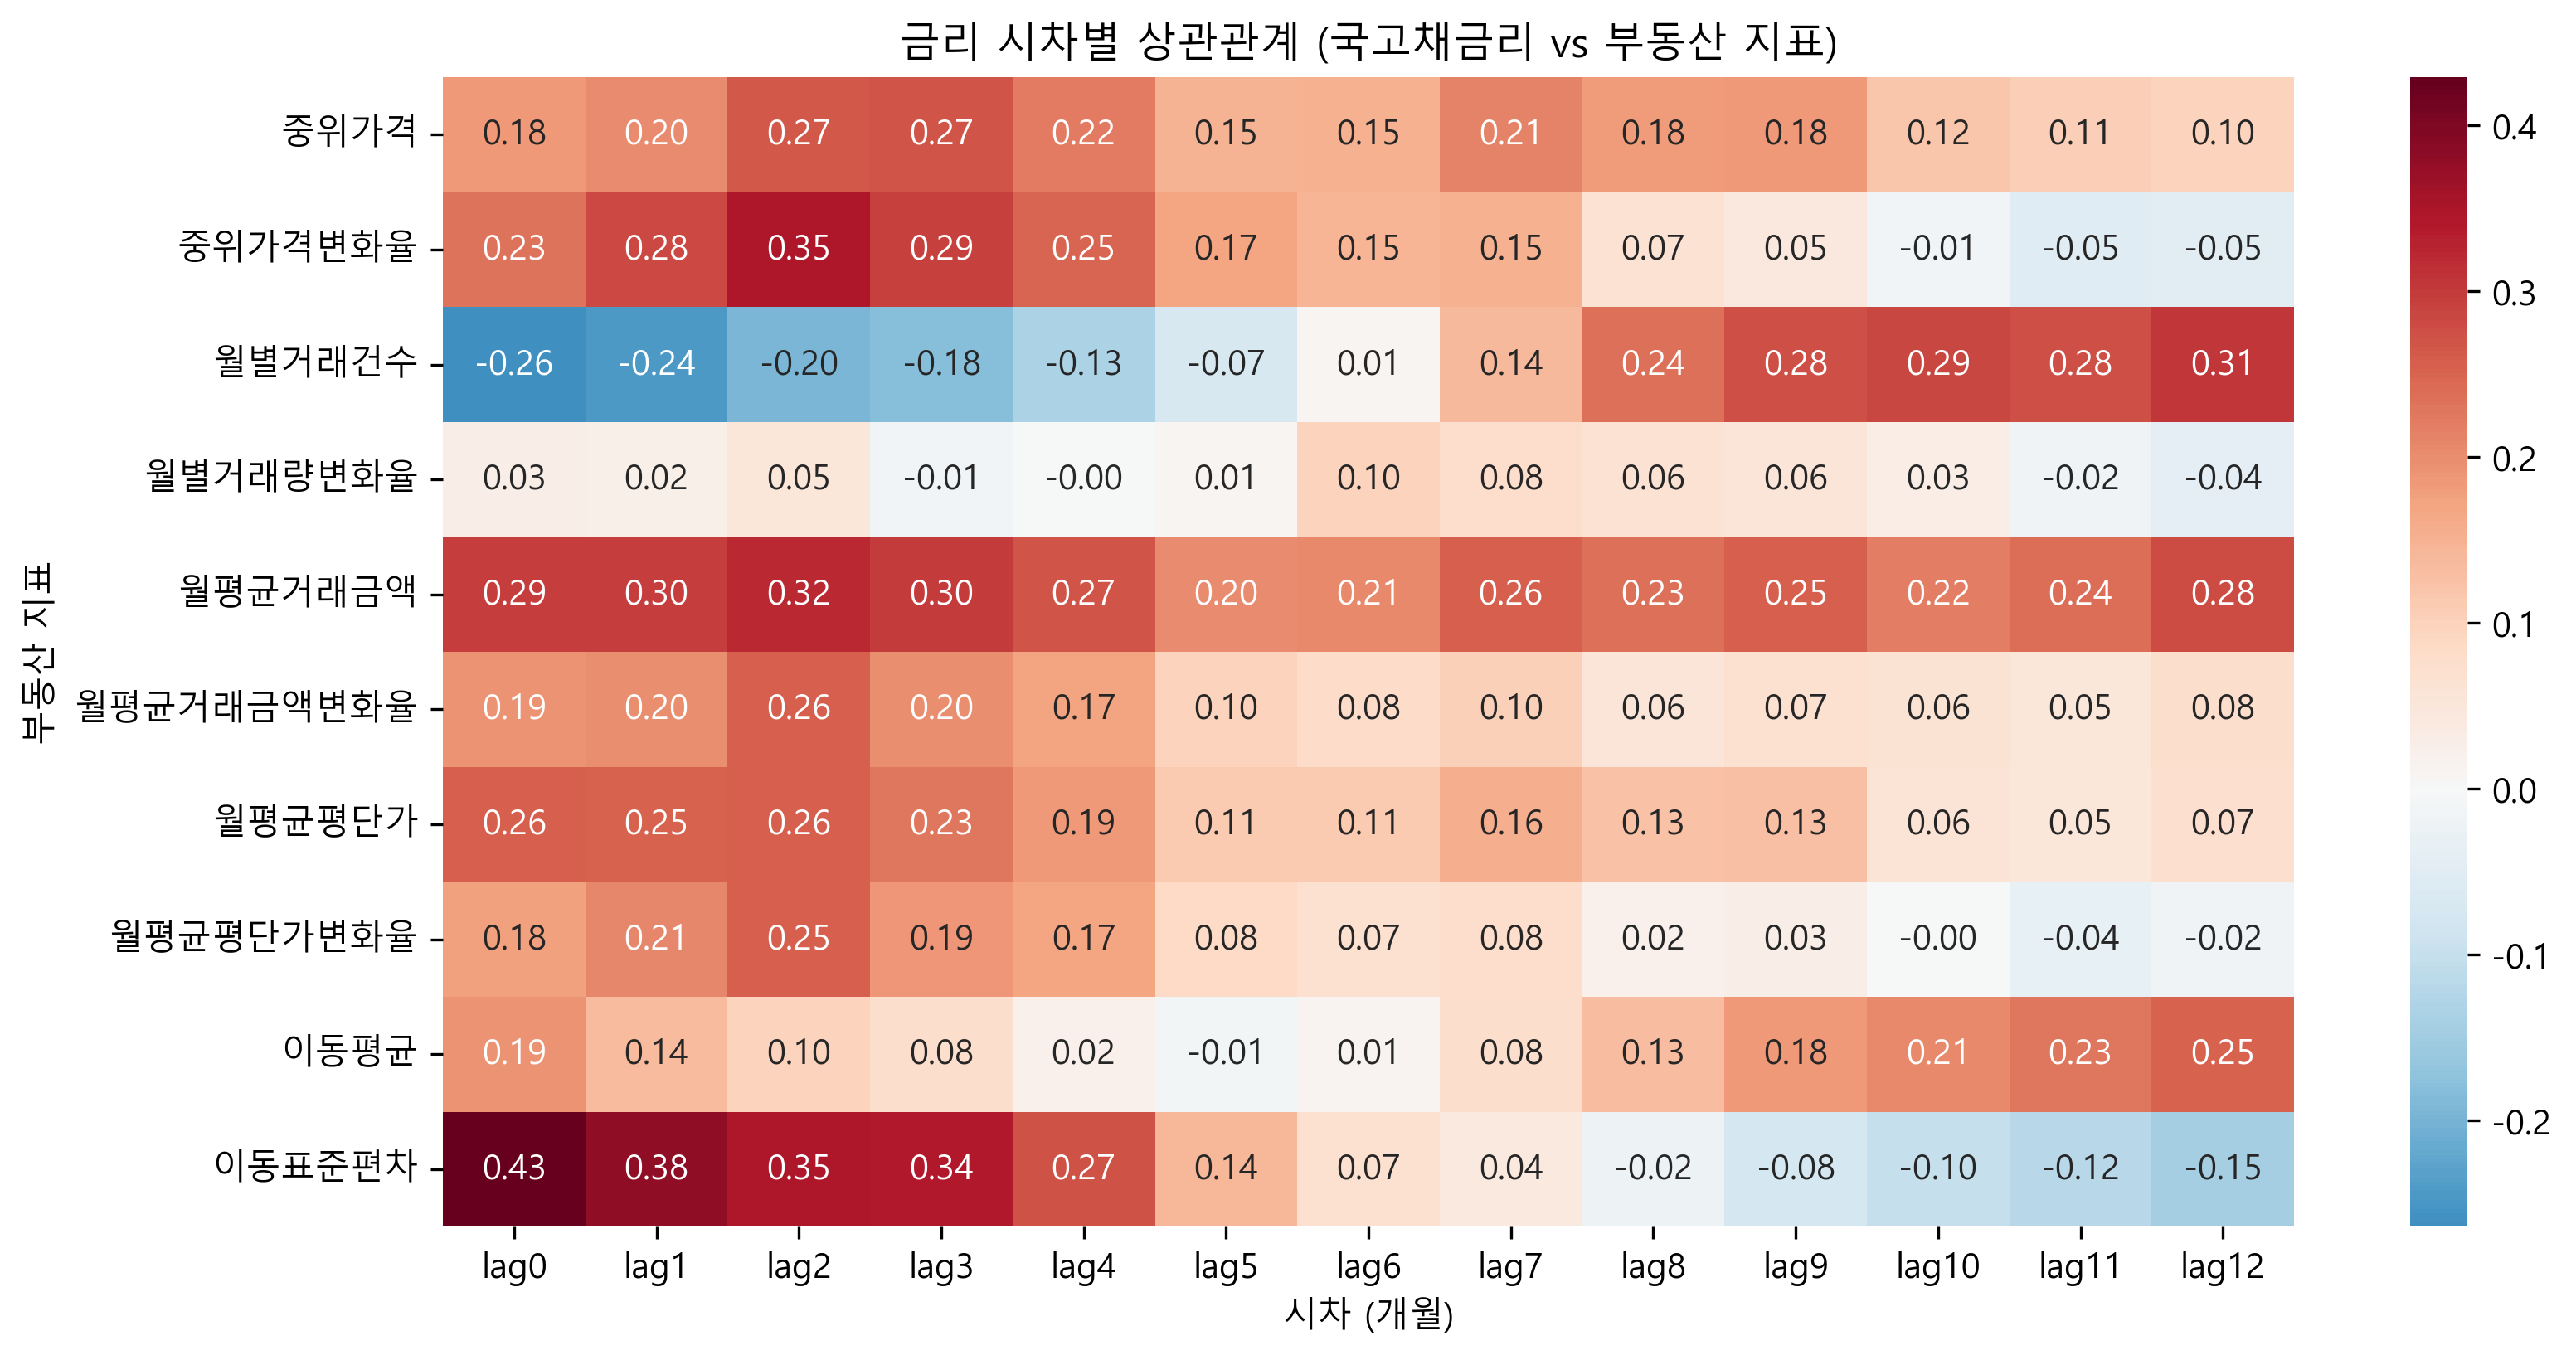 금리 시차별 상관관계 (국고채금리 vs 부동산 지표)
부동산 지표
중위가격 0.18 0.20 0.27 0.27 0.22 0.15 0.15 0.21 0.18 0.18 0.12 0.11 0.10
중위가격변화율 0.23 0.28 0.35 0.29 0.25 0.17 0.15 0.15 0.07 0.05 -0.01 -0.05 -0.05
월별거래건수 -0.26 -0.24 -0.20 -0.18 -0.13 -0.07 0.01 0.14 0.24 0.28 0.29 0.28 0.31
월별거래량변화율 0.03 0.02 0.05 -0.01 -0.00 0.01 0.10 0.08 0.06 0.06 0.03 -0.02 -0.04
월평균거래금액 0.29 0.30 0.32 0.30 0.27 0.20 0.21 0.26 0.23 0.25 0.22 0.24 0.28
월평균거래금액변화율 0.19 0.20 0.26 0.20 0.17 0.10 0.08 0.10 0.06 0.07 0.06 0.05 0.08
월평균평단가 0.26 0.25 0.26 0.23 0.19 0.11 0.11 0.16 0.13 0.13 0.06 0.05 0.07
월평균평단가변화율 0.18 0.21 0.25 0.19 0.17 0.08 0.07 0.08 0.02 0.03 -0.00 -0.04 -0.02
이동평균 0.19 0.14 0.10 0.08 0.02 -0.01 0.01 0.08 0.13 0.18 0.21 0.23 0.25
이동표준편차 0.43 0.38 0.35 0.34 0.27 0.14 0.07 0.04 -0.02 -0.08 -0.10 -0.12 -0.15
lag0 lag1 lag2 lag3 lag4 lag5 lag6 lag7 lag8 lag9 lag10 lag11 lag12
시차 (개월)
0.4
0.3
0.2
0.1
0.0
-0.1
-0.2